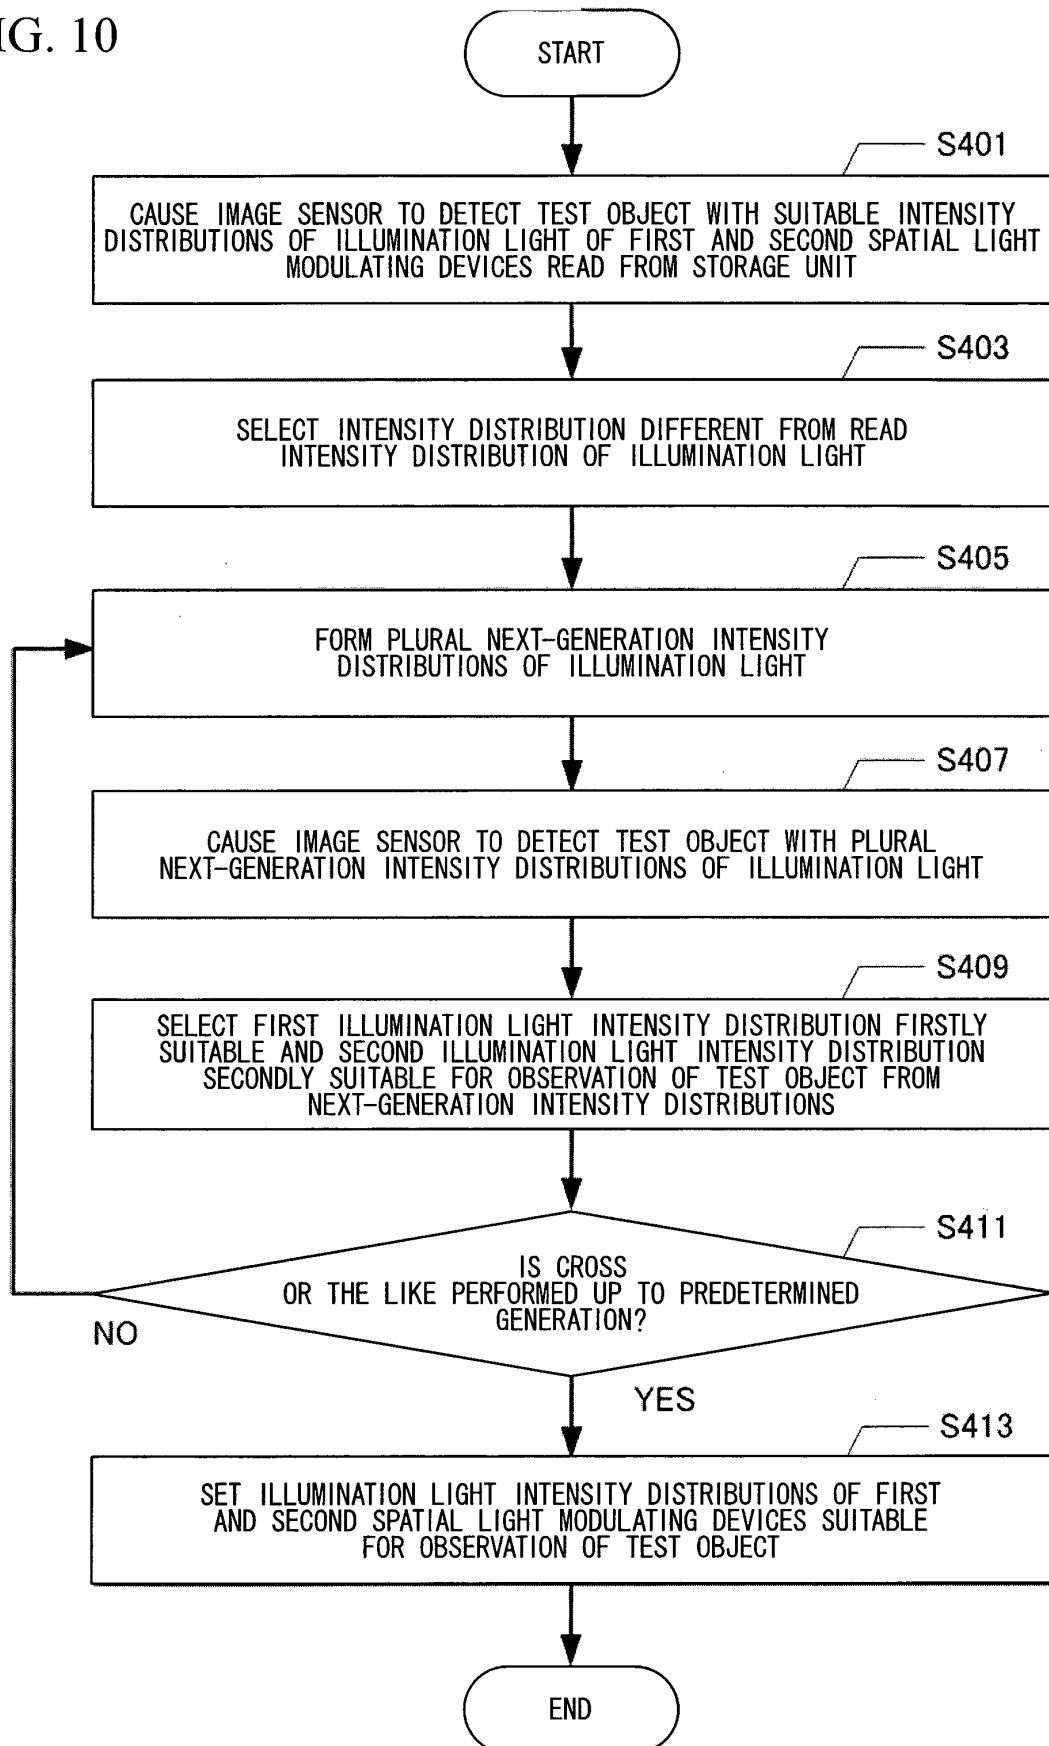 IG. 10
START
S401
CAUSE IMAGE SENSOR TO DETECT TEST OBJECT WITH SUITABLE INTENSITY
DISTRIBUTIONS OF ILLUMINATION LIGHT OF FIRST AND SECOND SPATIAL LIGHT
MODULATING DEVICES READ FROM STORAGE UNIT
S403
SELECT INTENSITY DISTRIBUTION DIFFERENT FROM READ
INTENSITY DISTRIBUTION OF ILLUMINATION LIGHT
S405
FORM PLURAL NEXT-GENERATION INTENSITY
DISTRIBUTIONS OF ILLUMINATION LIGHT
S407
CAUSE IMAGE SENSOR TO DETECT TEST OBJECT WITH PLURAL
NEXT-GENERATION INTENSITY DISTRIBUTIONS OF ILLUMINATION LIGHT
S409
SELECT FIRST ILLUMINATION LIGHT INTENSITY DISTRIBUTION FIRSTLY
SUITABLE AND SECOND ILLUMINATION LIGHT INTENSITY DISTRIBUTION
SECONDLY SUITABLE FOR OBSERVATION OF TEST OBJECT FROM
NEXT-GENERATION INTENSITY DISTRIBUTIONS
S411
IS CROSS
OR THE LIKE PERFORMED UP TO PREDETERMINED
GENERATION?
NO
YES
S413
SET ILLUMINATION LIGHT INTENSITY DISTRIBUTIONS OF FIRST
AND SECOND SPATIAL LIGHT MODULATING DEVICES SUITABLE
FOR OBSERVATION OF TEST OBJECT
END